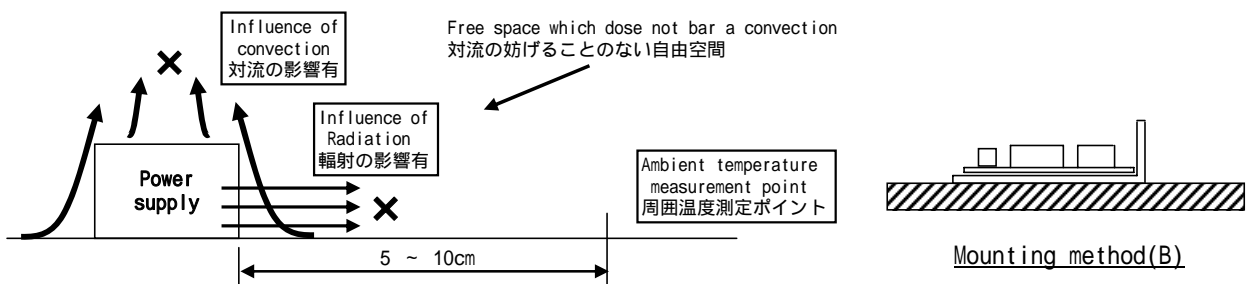 Influence of
convection
対流の影響有
Free space which dose not bar a convection
対流の妨げることのない自由空間
Influence of
Radiation
輻射の影響有
Power
supply
Ambient temperature
measurement point
周囲温度測定ポイント
5 ~ 10cm
Mounting method(B)